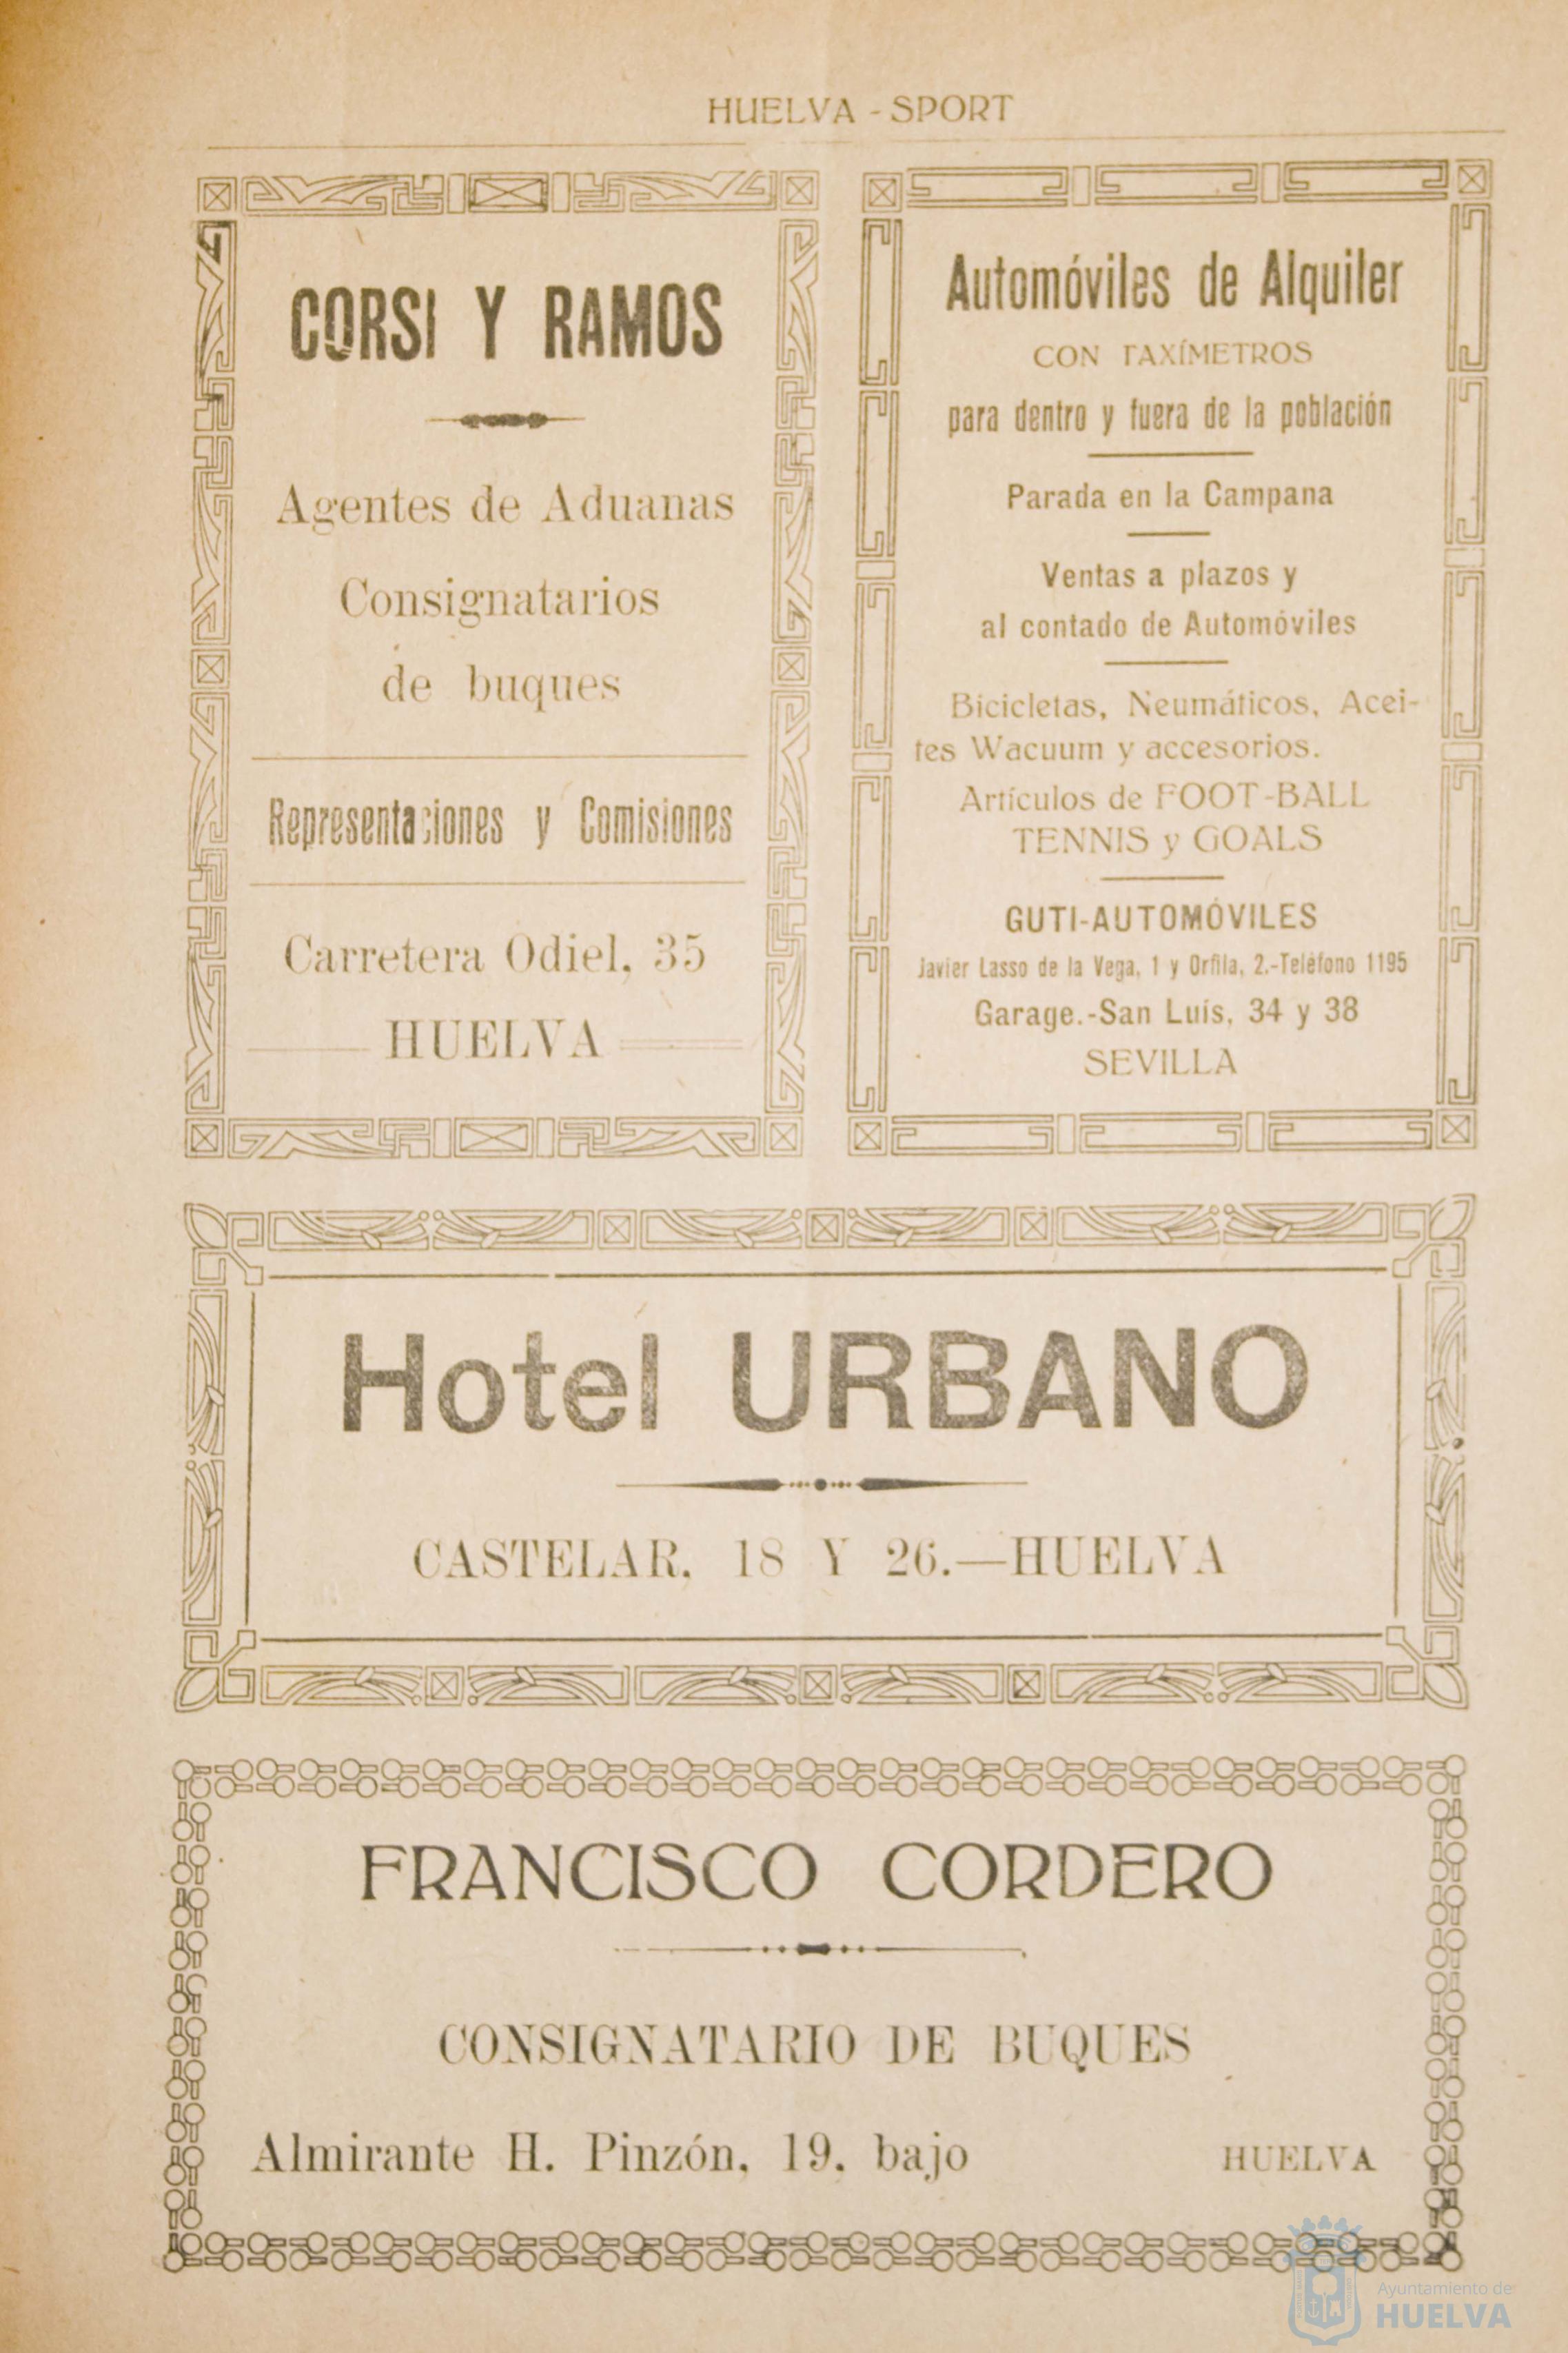 HUELVA - SPORT
CORSI Y RAMOS
Agentes de Aduanas
Consignatarios
de buques
Representaciones y Comisiones
Carretera Odiel, 35
HUELVA
Automóviles de Alquiler
CON TAXÍMETROS
para dentro y fuera de la población
Parada en la Campana
Ventas a plazos y
al contado de Automóviles
Bicicletas, Neumáticos, Acei-
tes Wacuum y accesorios.
Artículos de FOOT-BALL
TENNIS y GOALS
GUTI-AUTOMÓVILES
Javier Lasso de la Vega, 1 y Orfila, 2.-Teléfono 1195
Garage.-San Luís, 34 y 38
SEVILLA
Hotel URBANO
CASTELAR, 18 Y 26.—HUELVA
FRANCISCO CORDERO
CONSIGNATARIO DE BUQUES
Almirante H. Pinzón, 19, bajo HUELVA
Ayuntamiento de
HUELVA